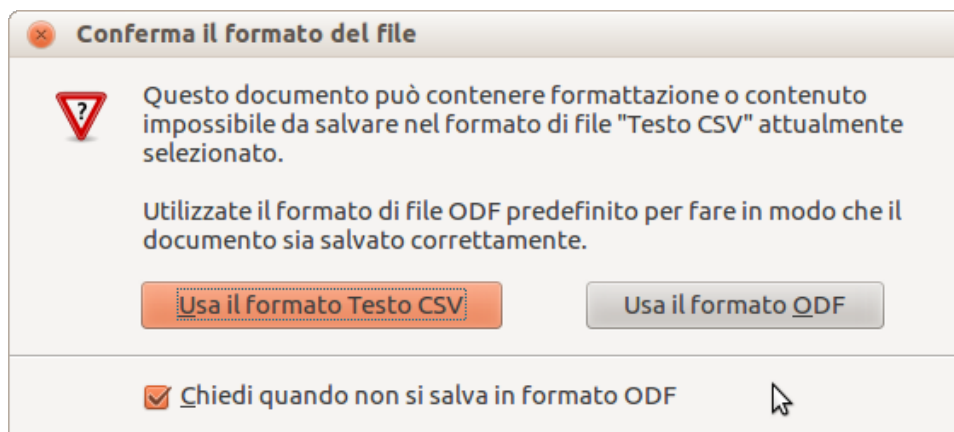 Conferma il formato del file
?
Questo documento può contenere formattazione o contenuto
impossibile da salvare nel formato di file "Testo CSV" attualmente
selezionato.
Utilizzate il formato di file ODF predefinito per fare in modo che il
documento sia salvato correttamente.
Usa il formato Testo CSV
Usa il formato ODF
Chiedi quando non si salva in formato ODF